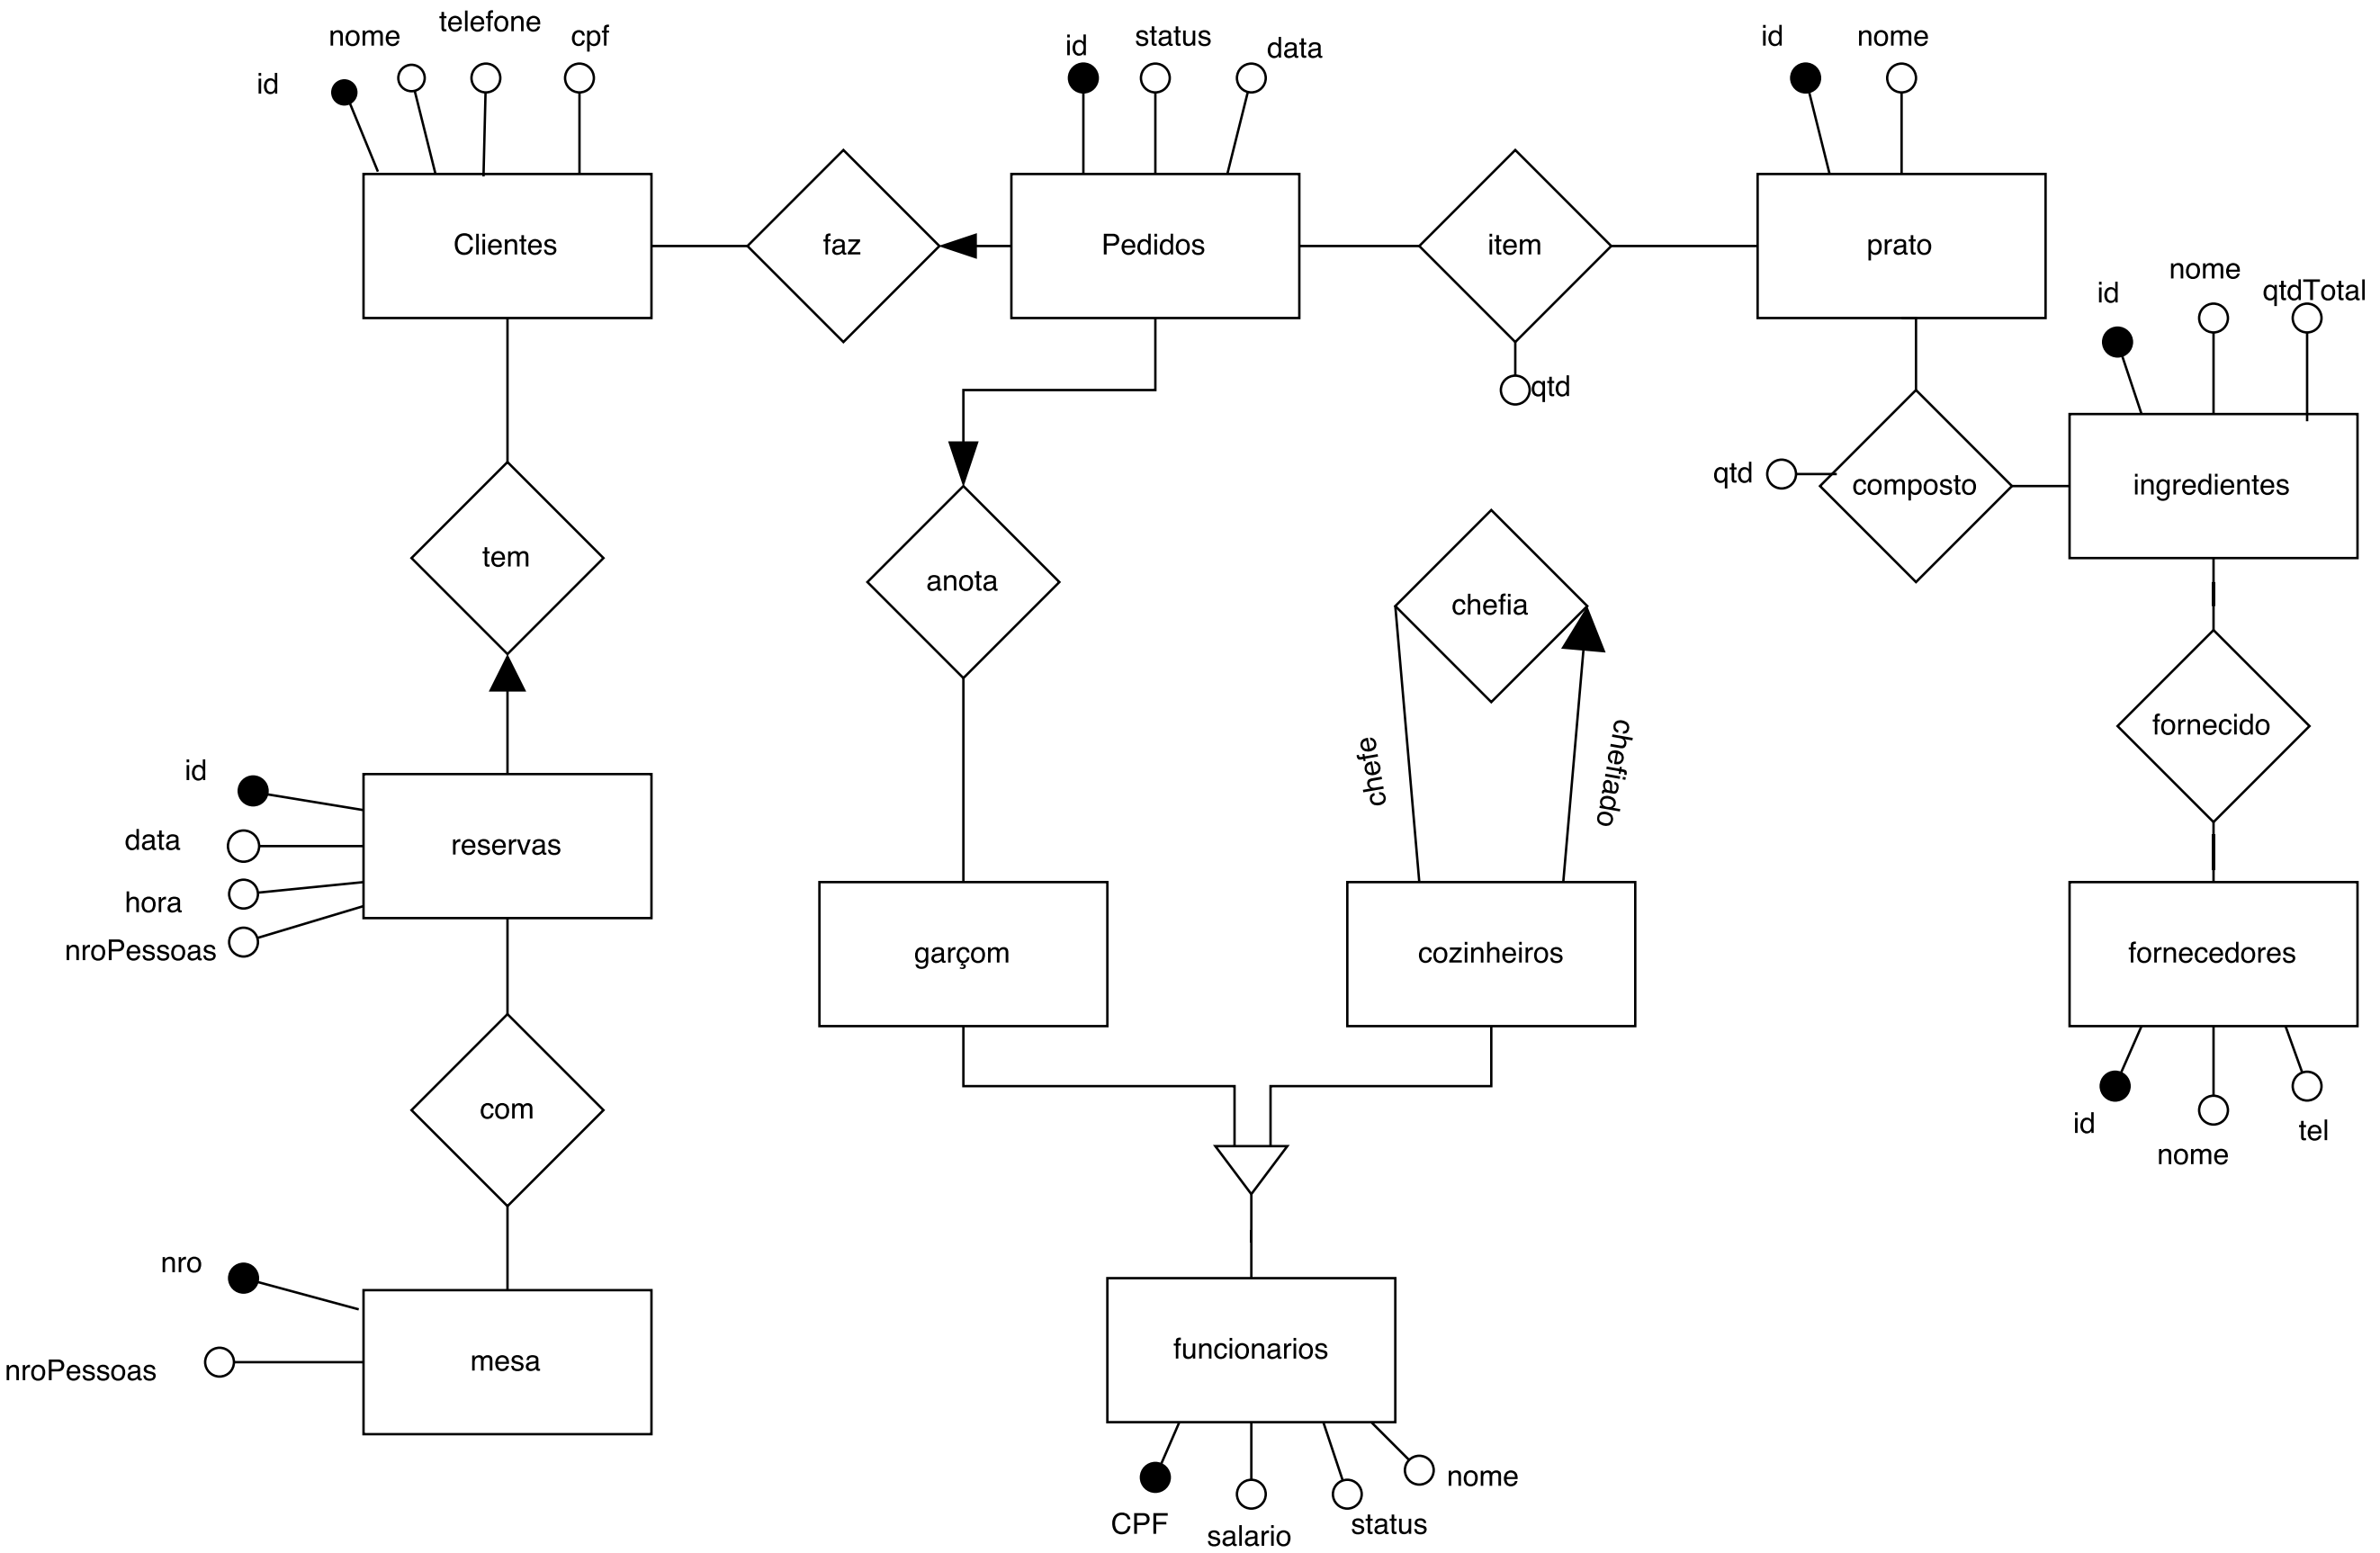 telefone
nome
cpf
id
id
status
data
id
nome
Clientes
faz
Pedidos
item
prato
qtd
id
nome
qtdTotal
qtd
composto
ingredientes
tem
anota
chefia
chefe
chefiado
fornecido
id
data
hora
nroPessoas
reservas
garçom
cozinheiros
fornecedores
id
nome
tel
com
nro
nroPessoas
mesa
funcionarios
CPF
salario
status
nome